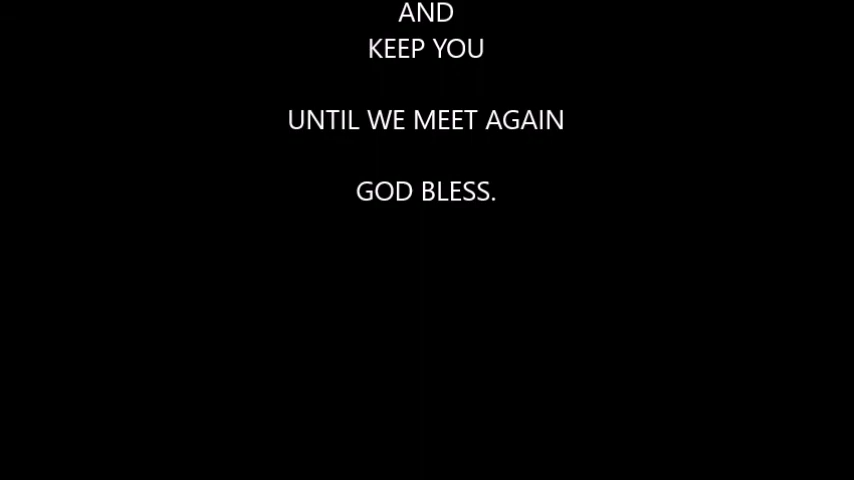 AND
KEEP YOU
UNTIL WE MEET AGAIN
GOD BLESS.